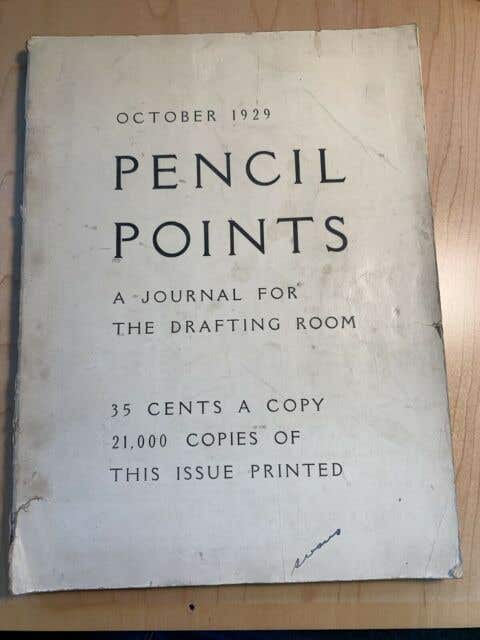 OCTOBER 1929
PENCIL
POINTS
A JOURNAL FOR
THE DRAFTING ROOM
35 CENTS A COPY
21,000 COPIES OF
THIS ISSUE PRINTED